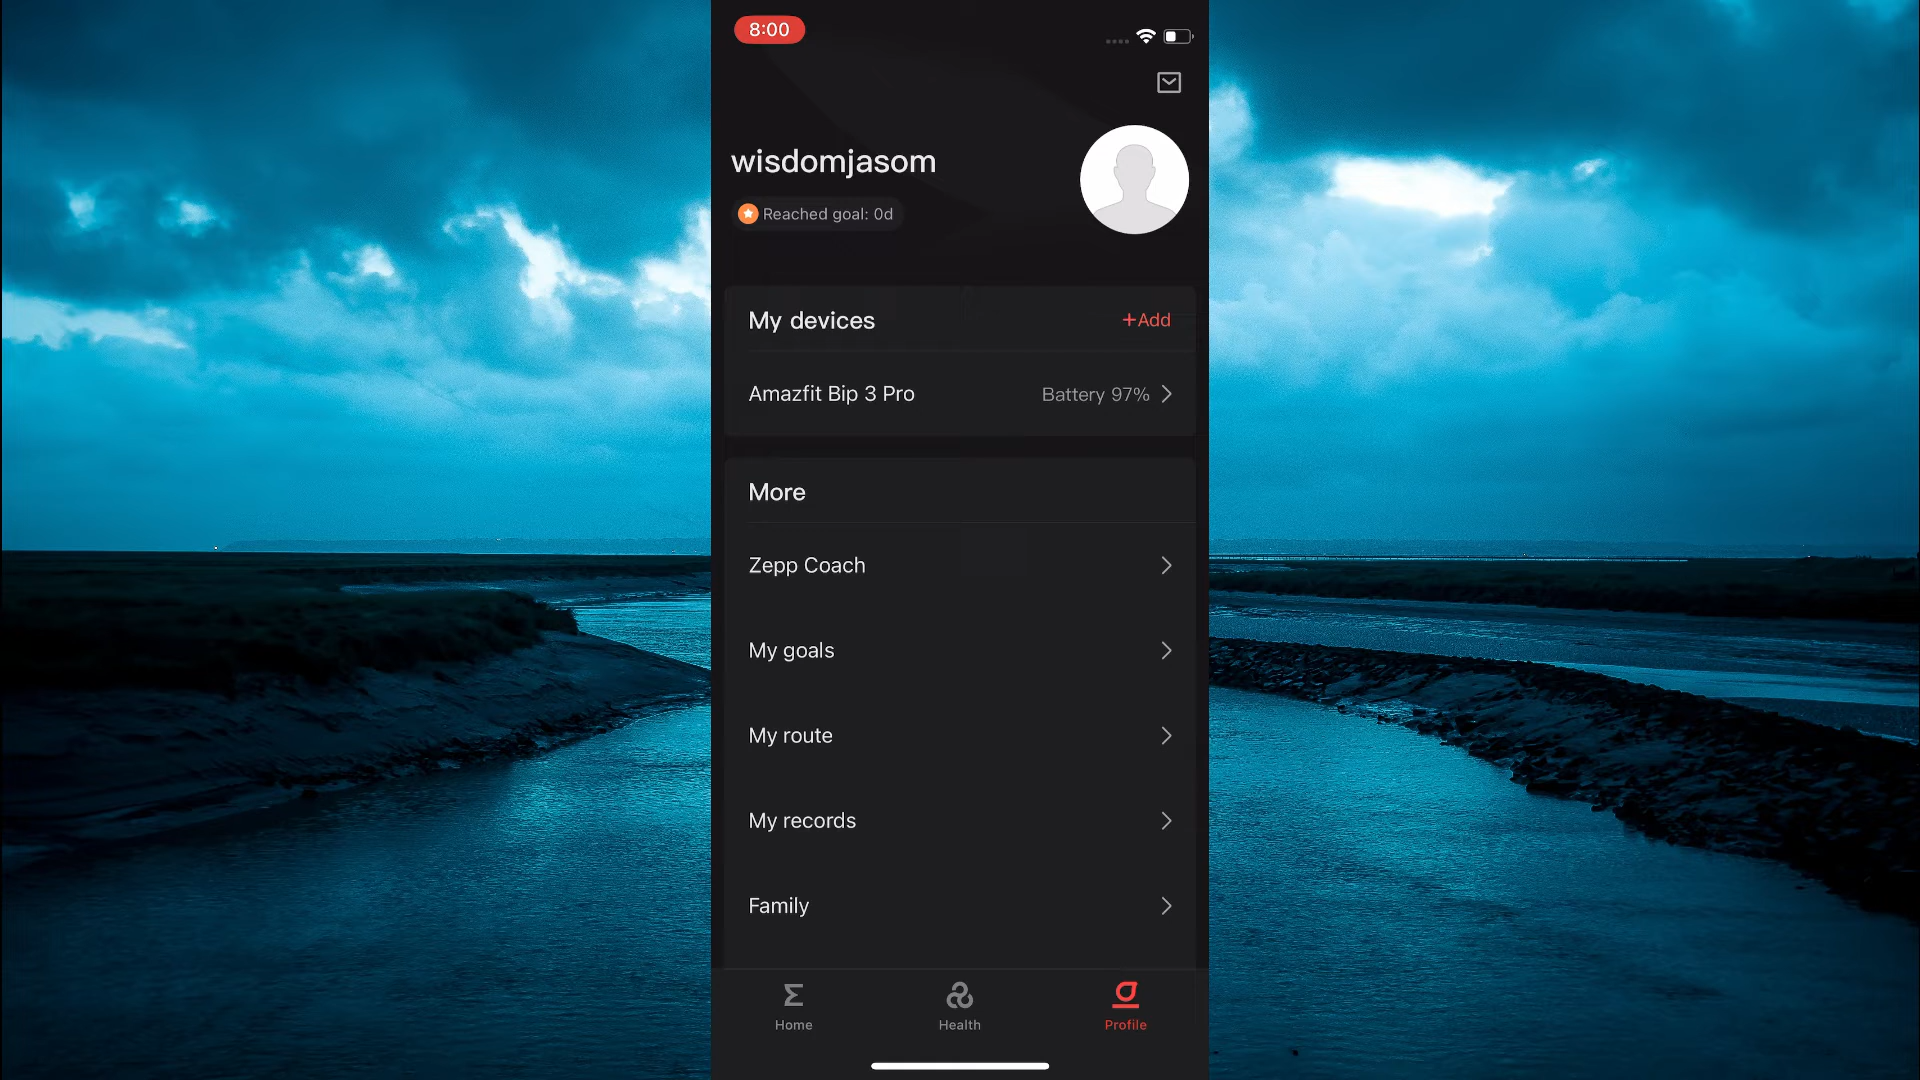 8:00
wisdomjasom
Reached goal: 0d
My devices
+Add
Amazfit Bip 3 Pro
Battery 97%
More
Zepp Coach
My goals
My route
My records
Family
Home
Health
Profile